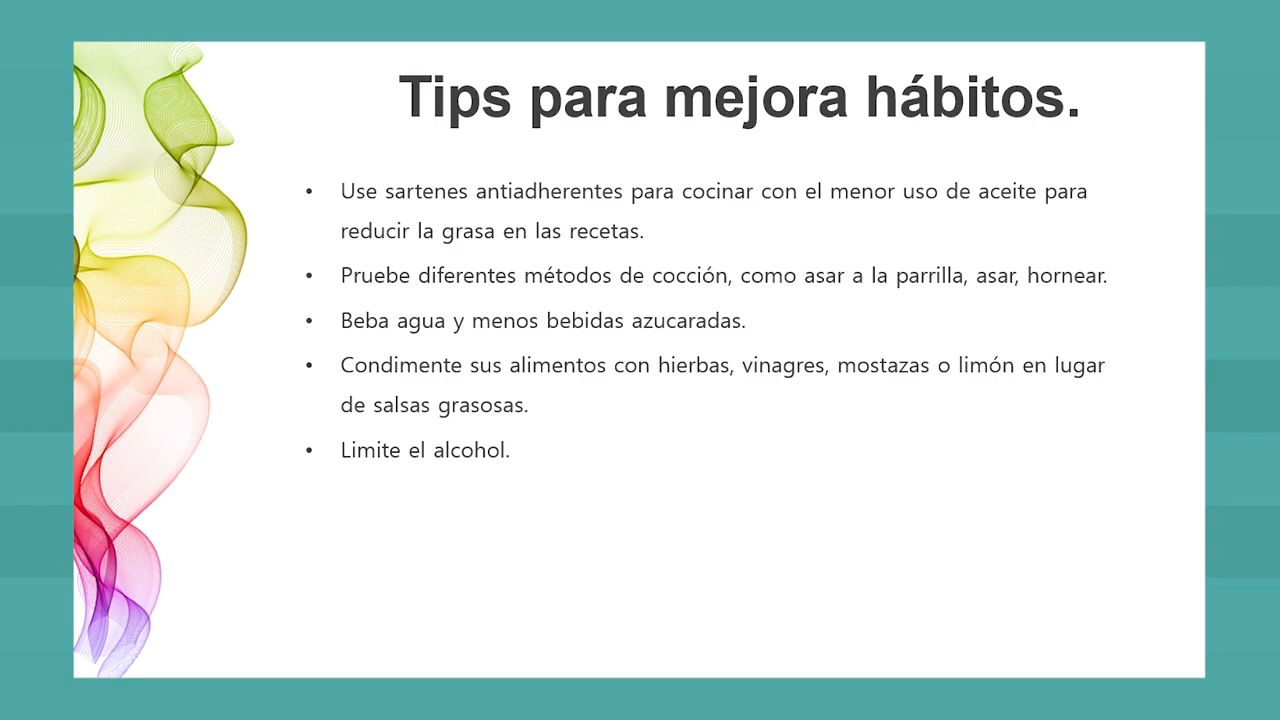 Tips para mejora hábitos.
• Use sartenes antiadherentes para cocinar con el menor uso de aceite para
reducir la grasa en las recetas.
• Pruebe diferentes métodos de cocción, como asar a la parrilla, asar, hornear.
• Beba agua y menos bebidas azucaradas.
• Condimente sus alimentos con hierbas, vinagres, mostazas o limón en lugar
de salsas grasosas.
• Limite el alcohol.